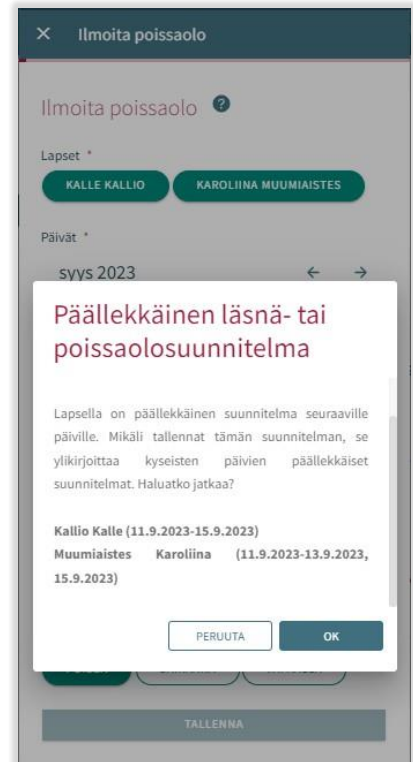 Ilmoita poissaolo
Ilmoita poissaolo
Lapset *
KALLE KALLIO KAROLIINA MUUMIAISTES
Päivät *
syys 2023
Päällekkäinen läsnä- tai
poissaolosuunnitelma
Lapsella on päällekkäinen suunnitelma seuraaville
päiville. Mikäli tallennat tämän suunnitelman, se
ylikirjoittaa kyseisten päivien päällekkäiset
suunnitelmat. Haluatko jatkaa?
Kallio Kalle (11.9.2023-15.9.2023)
Muumiaistes Karoliina (11.9.2023-13.9.2023,
15.9.2023)
PERUUTA OK
TALLENNA